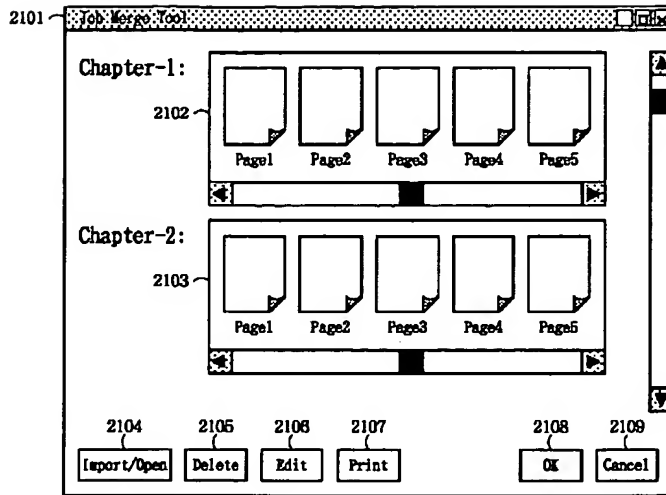 2101
Job Merge Tool
Chapter-1:
2102
Page1 Page2 Page3 Page4 Page5
Chapter-2:
2103
Page1 Page2 Page3 Page4 Page5
2104 2105 2106 2107 2108 2109
Import/Open Delete Edit Print OK Cancel